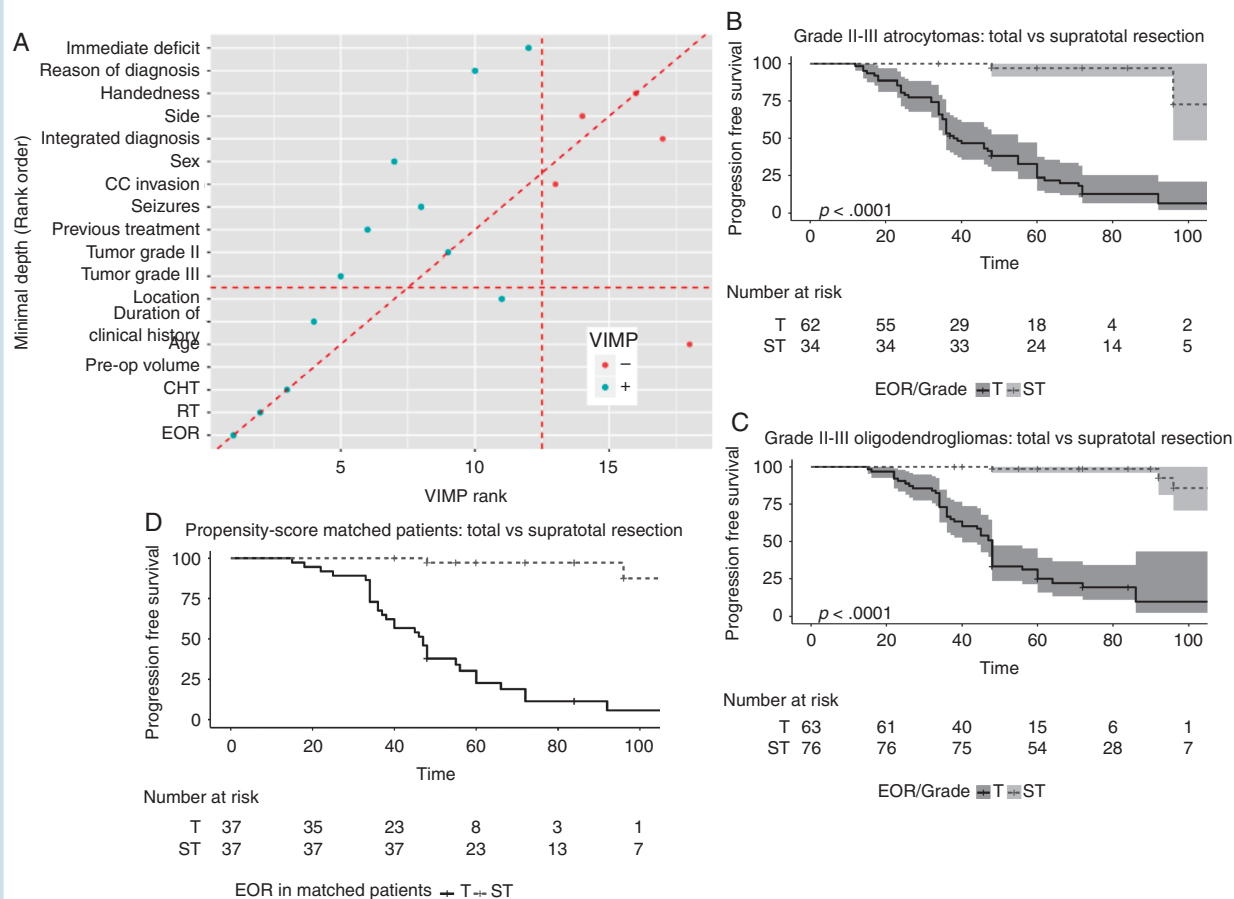 A
Minimal depth (Rank order)
Immediate deficit
Reason of diagnosis
Handedness
Side
Integrated diagnosis
Sex
CC invasion
Seizures
Previous treatment
Tumor grade II
Tumor grade III
Location
Duration of
clinical history
Age
Pre-op volume
CHT
RT
EOR
5 10 15
VIMP rank
VIMP
−
+
B
Grade II-III atrocytomas: total vs supratotal resection
Progression free survival
100
75
50
25
0
p < .0001
0 20 40 60 80 100
Time
Number at risk
T 62 55 29 18 4 2
ST 34 34 33 24 14 5
EOR/Grade T ST
C
Grade II-III oligodendrogliomas: total vs supratotal resection
Progression free survival
100
75
50
25
0
p < .0001
0 20 40 60 80 100
Time
Number at risk
T 63 61 40 15 6 1
ST 76 76 75 54 28 7
EOR/Grade T ST
D
Propensity-score matched patients: total vs supratotal resection
Progression free survival
100
75
50
25
0
0 20 40 60 80 100
Time
Number at risk
T 37 35 23 8 3 1
ST 37 37 37 23 13 7
EOR in matched patients T ST